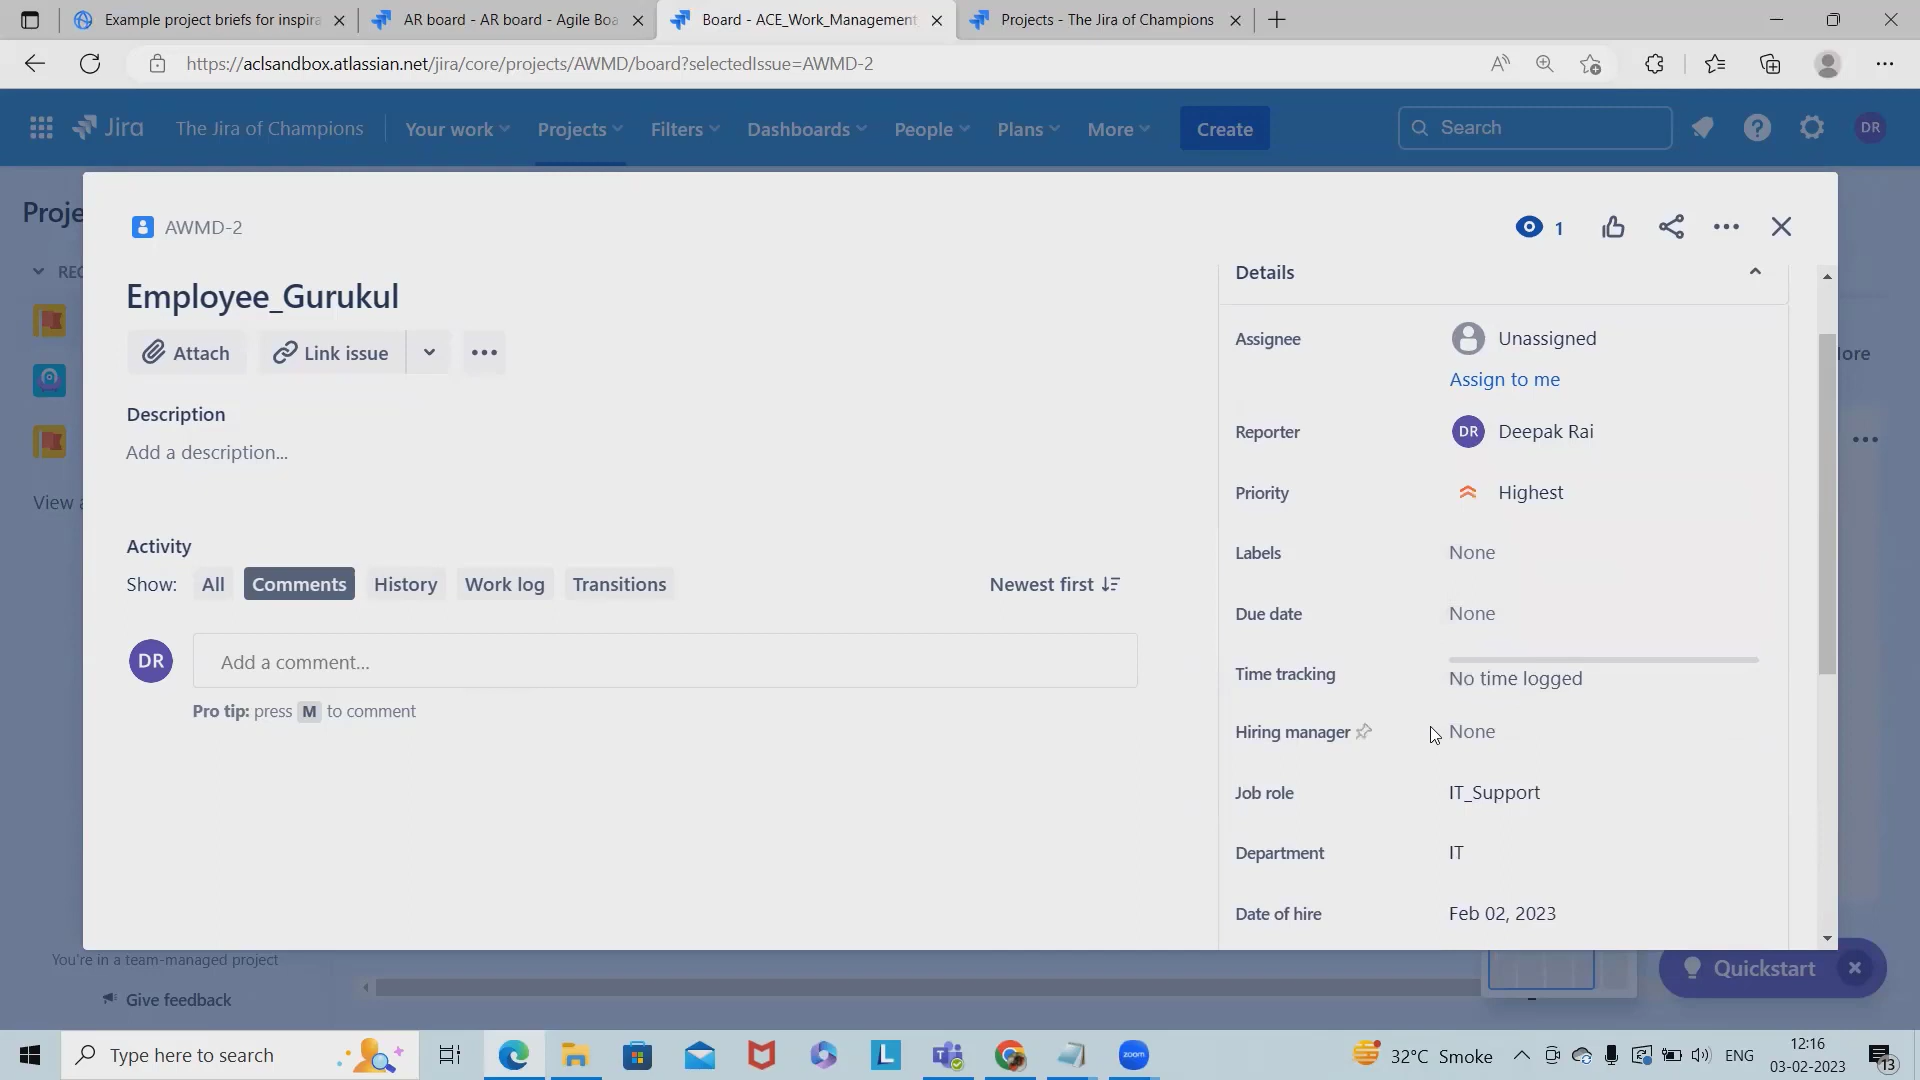 Example project briefs for inspira
AR board - AR board - Agile Boa
Board - ACE_Work_Management
Projects - The Jira of Champions
https://aclsandbox.atlassian.net/jira/core/projects/AWMD/board?selectedIssue=AWMD-2
Jira
The Jira of Champions
Your work
Projects
Filters
Dashboards
People
Plans
More
Create
Search
DR
Proje
REC
View a
lore
AWMD-2
1
Employee_Gurukul
Attach
Link issue
Description
Add a description...
Activity
Show: All Comments History Work log Transitions
Newest first
DR
Add a comment...
Pro tip: press M to comment
Details
Assignee
Unassigned
Assign to me
Reporter
DR Deepak Rai
Priority
Highest
Labels
None
Due date
None
Time tracking
No time logged
Hiring manager
None
Job role
IT_Support
Department
IT
Date of hire
Feb 02, 2023
You're in a team-managed project
Give feedback
Quickstart
Type here to search
L
T
zoom
32°C Smoke
ENG
12:16
03-02-2023
13